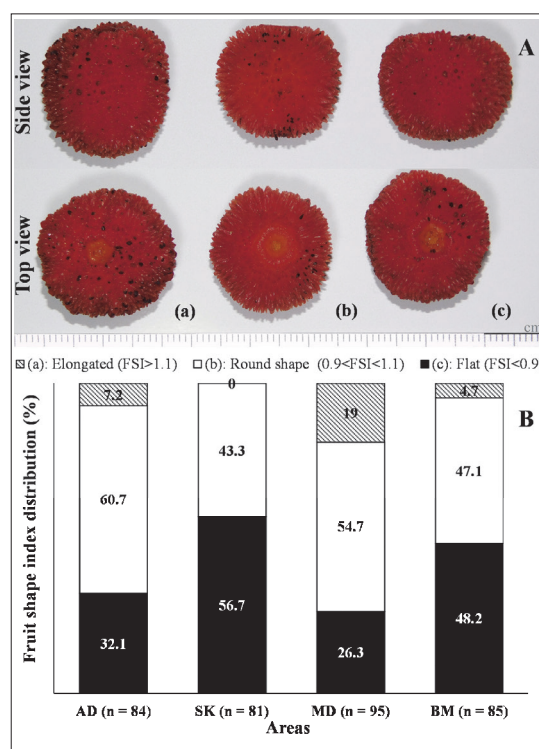 A
Side view
Top view
(a) (b) (c)
cm
(a): Elongated (FSI>1.1) (b): Round shape (0.9<FSI<1.1) (c): Flat (FSI<0.9
B
Fruit shape index distribution (%)
7.2 0 19 4.7
60.7 43.3 54.7 47.1
32.1 56.7 26.3 48.2
AD (n = 84) SK (n = 81) MD (n = 95) BM (n = 85)
Areas